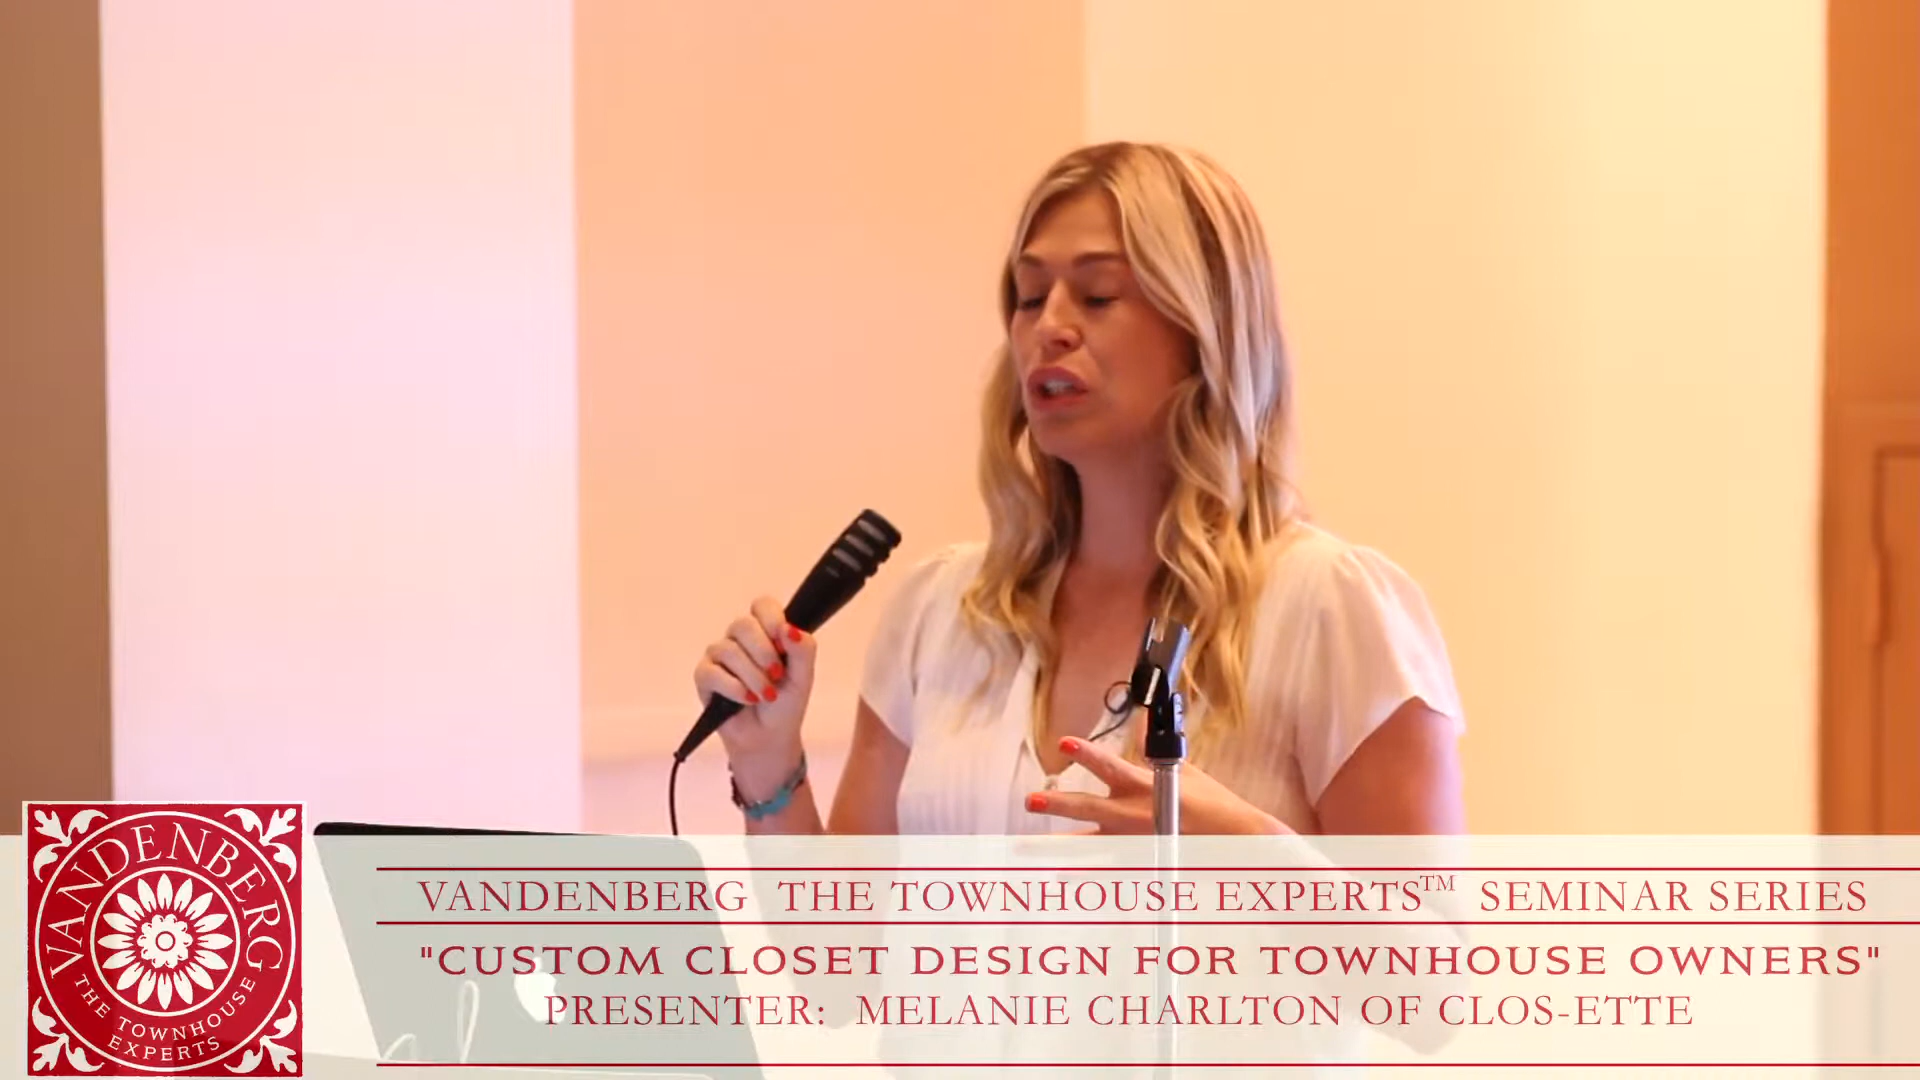 VANDENBERG
THE TOWNHOUSE
EXPERTS
VANDENBERG THE TOWNHOUSE EXPERTS™ SEMINAR SERIES
"CUSTOM CLOSET DESIGN FOR TOWNHOUSE OWNERS"
PRESENTER: MELANIE CHARLTON OF CLOS-ETTE